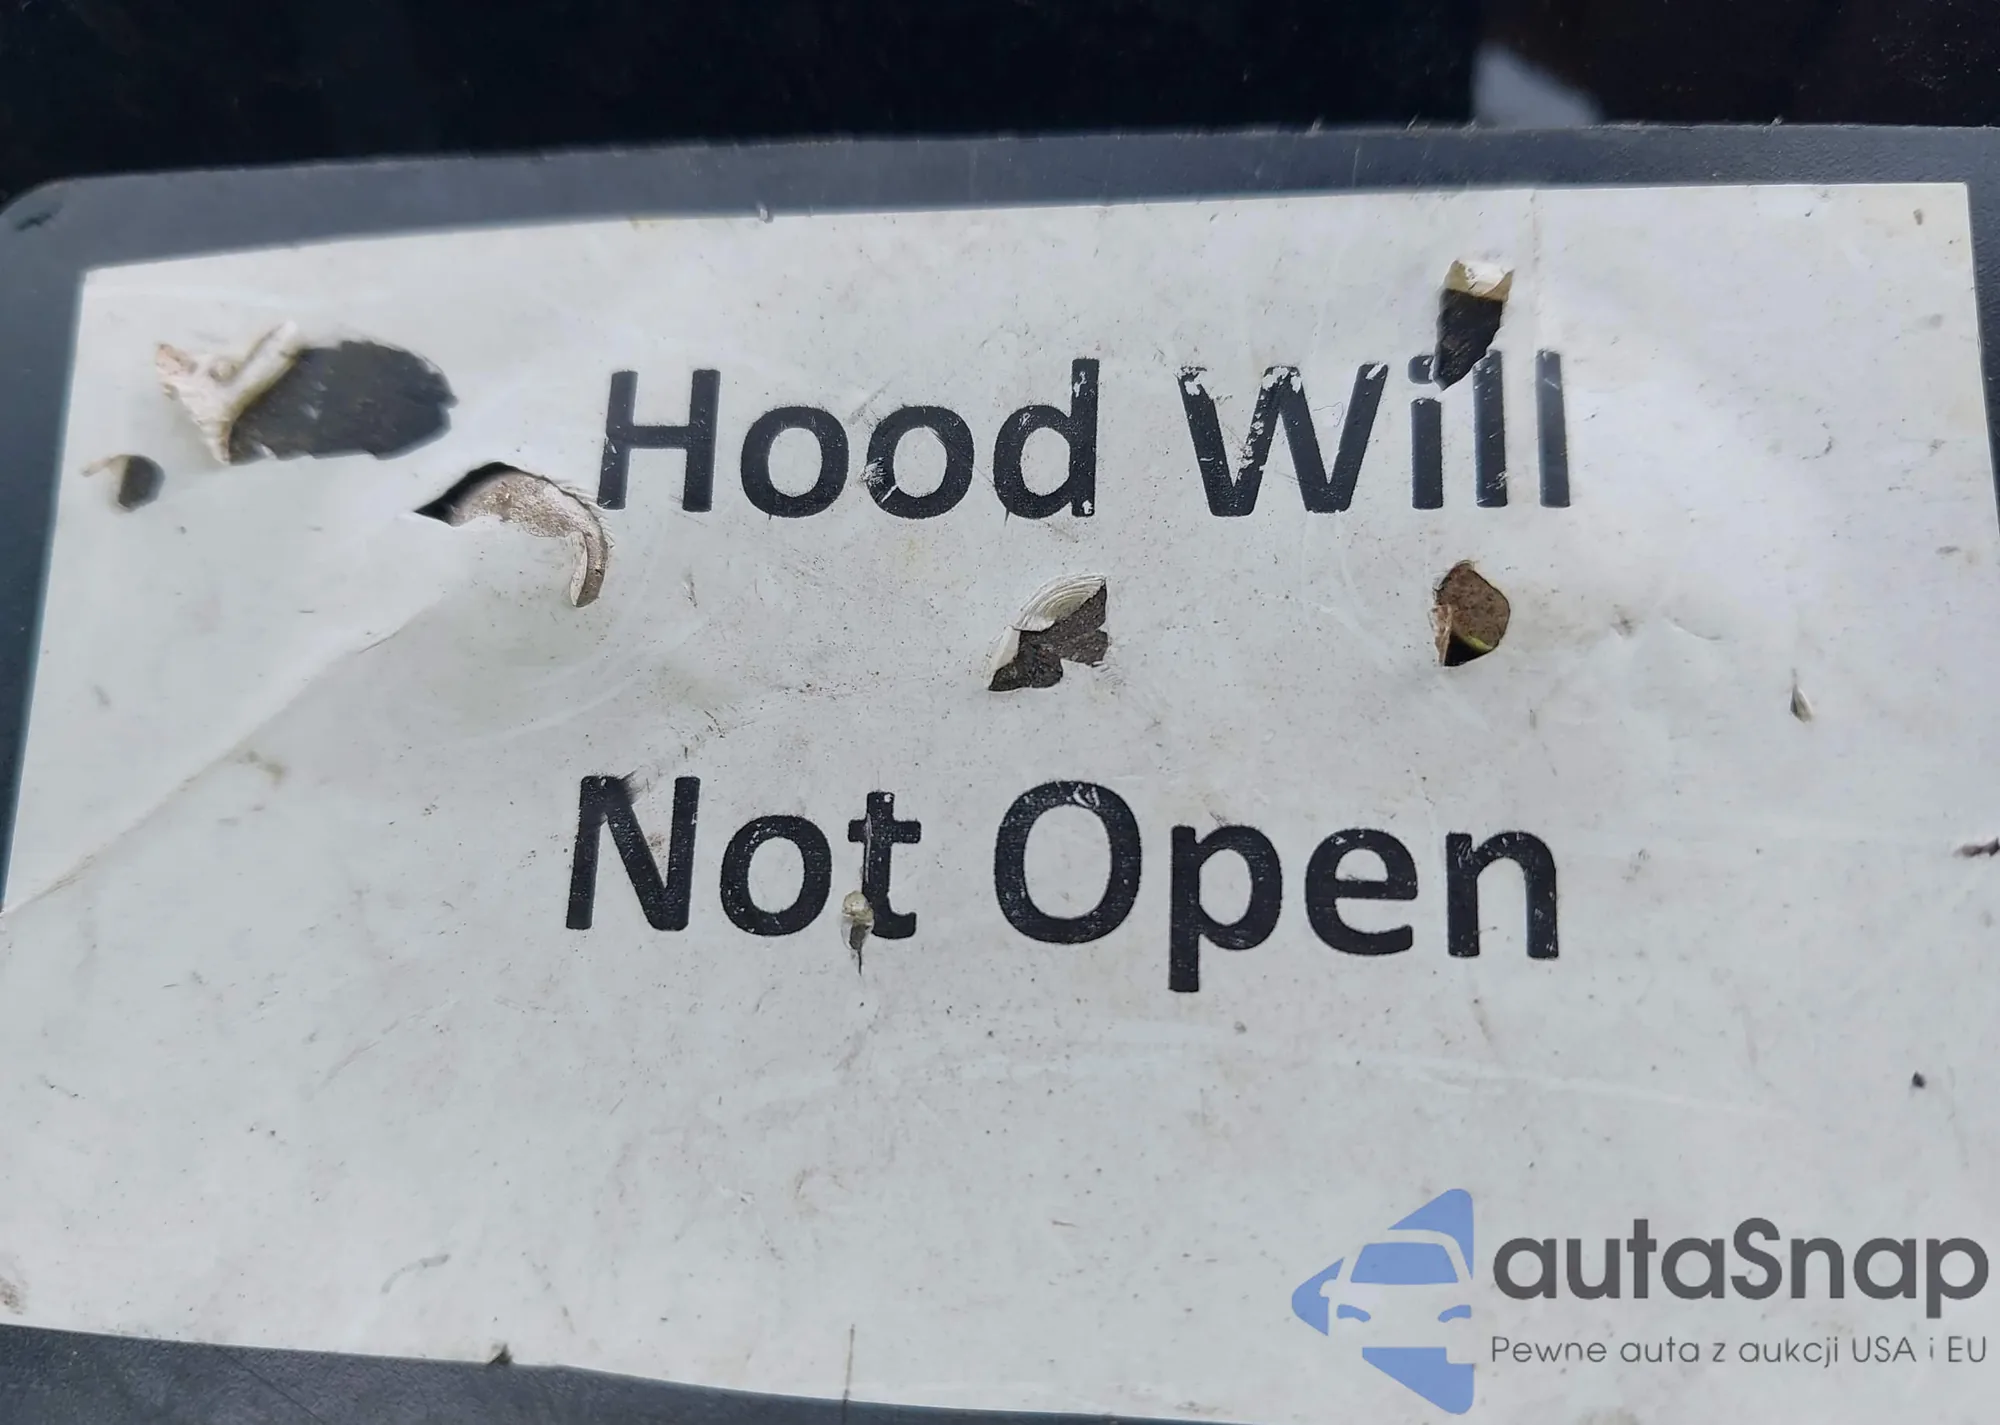 Hood Will
Not Open
autaSnap
Pewne auta z aukcji USA i EU